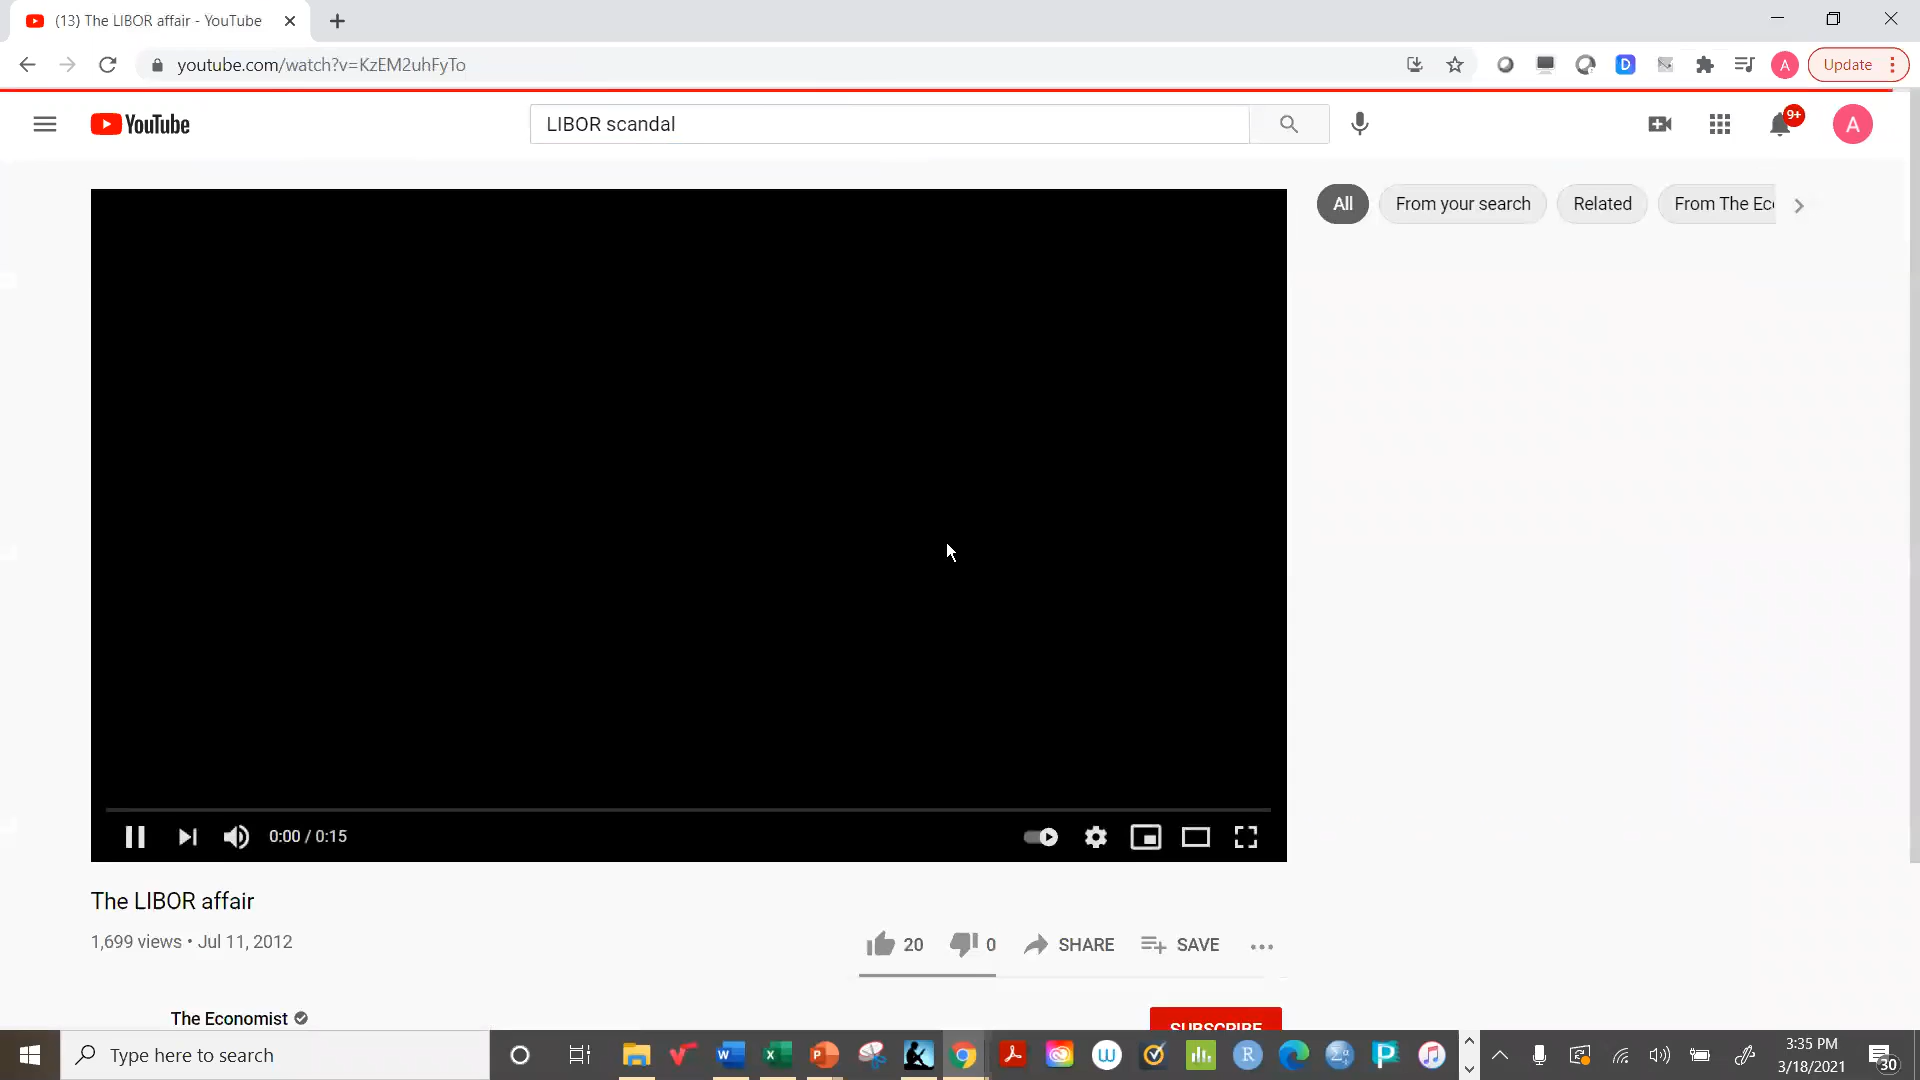 (13) The LIBOR affair - YouTube
youtube.com/watch?v=KzEM2uhFyTo
D
A
Update
YouTube
LIBOR scandal
9+
A
All
From your search
Related
From The Ec
0:00 / 0:15
The LIBOR affair
1,699 views • Jul 11, 2012
20
0
SHARE
SAVE
The Economist
SUBSCRIBE
Type here to search
3:35 PM
3/18/2021
30